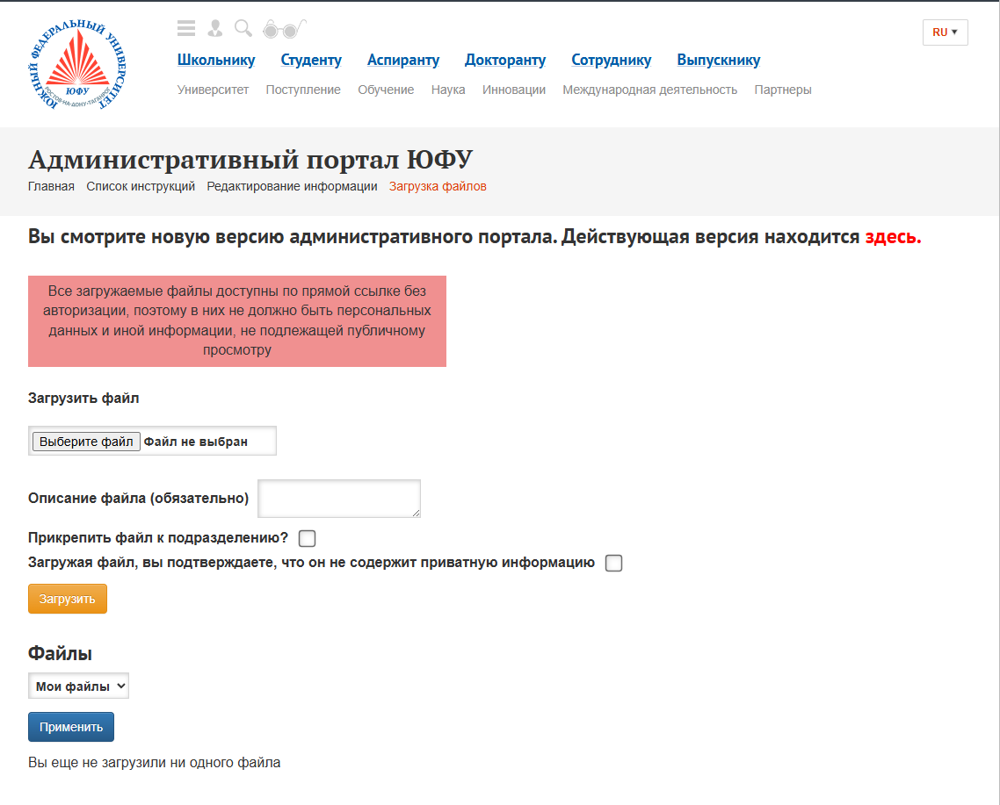 ЮЖНЫЙ ФЕДЕРАЛЬНЫЙ УНИВЕРСИТЕТ
ЮФУ
РОСТОВ-НА-ДОНУ-ТАГАНРОГ
RU ▼
Школьнику Студенту Аспиранту Докторанту Сотруднику Выпускнику
Университет Поступление Обучение Наука Инновации Международная деятельность Партнеры
Административный портал ЮФУ
Главная Список инструкций Редактирование информации Загрузка файлов
Вы смотрите новую версию административного портала. Действующая версия находится здесь.
Все загружаемые файлы доступны по прямой ссылке без
авторизации, поэтому в них не должно быть персональных
данных и иной информации, не подлежащей публичному
просмотру
Загрузить файл
Выберите файл Файл не выбран
Описание файла (обязательно)
Прикрепить файл к подразделению?
Загружая файл, вы подтверждаете, что он не содержит приватную информацию
Загрузить
Файлы
Мои файлы
Применить
Вы еще не загрузили ни одного файла